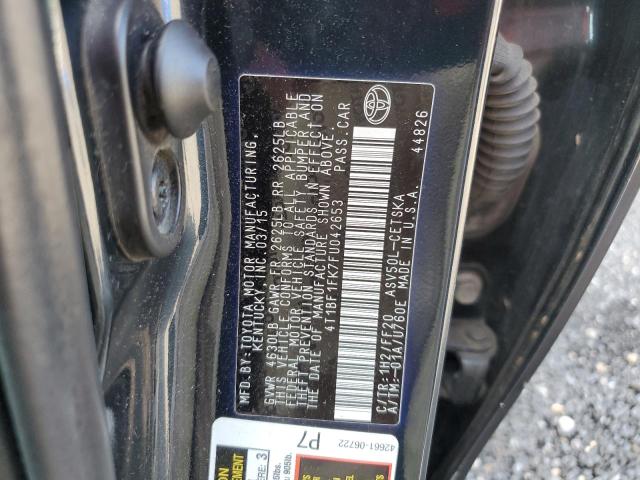 MFD. BY: TOYOTA MOTOR MANUFACTURING,
KENTUCKY, INC. 03/15
GVWR 4630LB GAWR FR 2625LB RR 2625LB
THIS VEHICLE CONFORMS TO ALL APPLICABLE
FEDERAL MOTOR VEHICLE SAFETY, BUMPER AND
THEFT PREVENTION STANDARDS IN EFFECT ON
THE DATE OF MANUFACTURE SHOWN ABOVE.
4T1BF1FK7FU042653 PASS. CAR
C/TR: 1H2/FF20 ASV50L-CETSKA
A/TM: -01A/U760E MADE IN U.S.A.
44826
42661-06722
P7